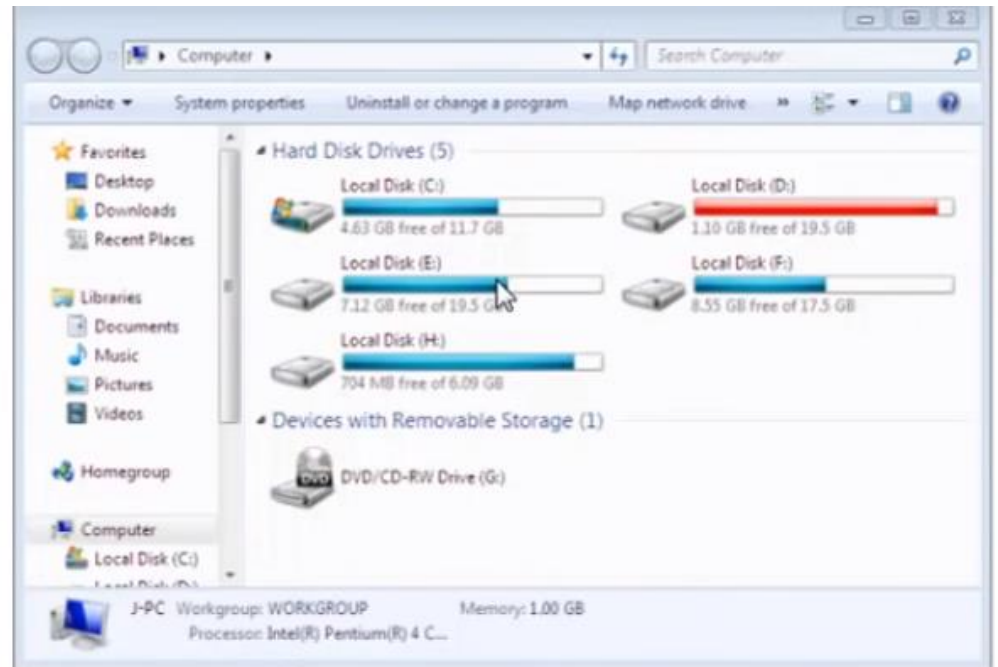 Computer
Search Computer
Organize
System properties
Uninstall or change a program
Map network drive
»
Favorites
Desktop
Downloads
Recent Places
Libraries
Documents
Music
Pictures
Videos
Homegroup
Computer
Local Disk (C:)
Local Disk (D:)
Hard Disk Drives (5)
Local Disk (C:)
4.63 GB free of 11.7 GB
Local Disk (D:)
1.10 GB free of 19.5 GB
Local Disk (E:)
7.12 GB free of 19.5 GB
Local Disk (F:)
8.55 GB free of 17.5 GB
Local Disk (H:)
704 MB free of 6.09 GB
Devices with Removable Storage (1)
DVD
DVD/CD-RW Drive (G:)
J-PC Workgroup: WORKGROUP Memory: 1.00 GB
Processor: Intel(R) Pentium(R) 4 C...